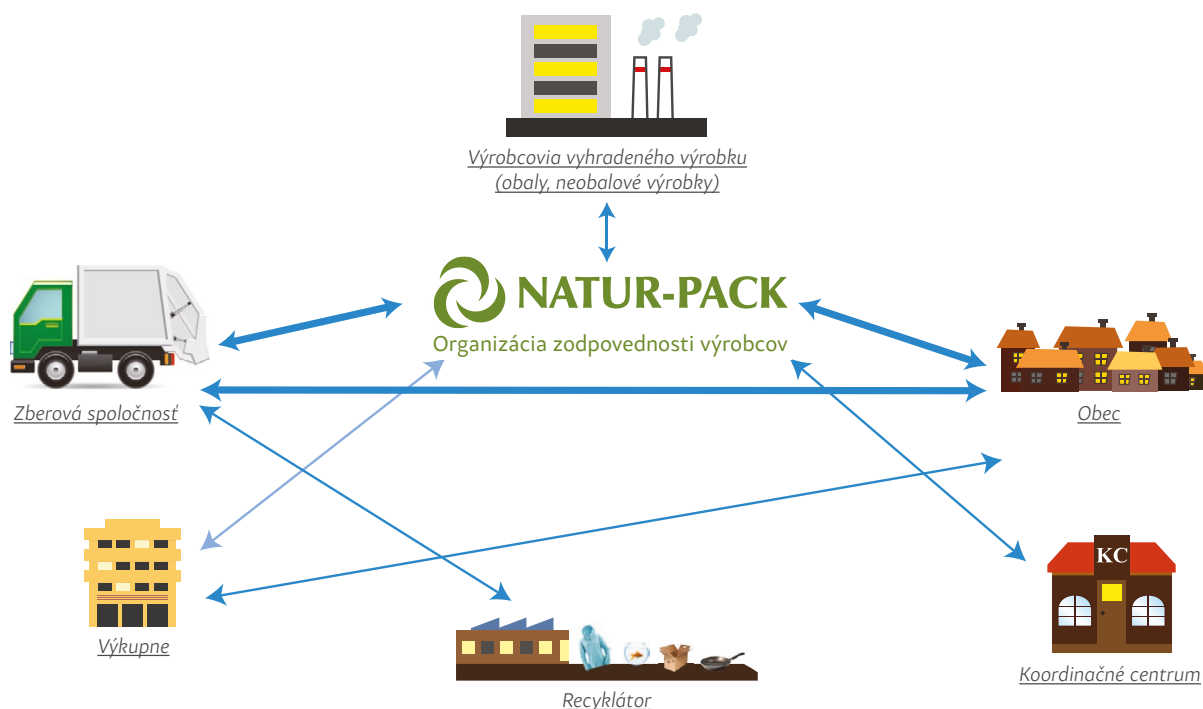 Výrobcovia vyhradeného výrobku
(obaly, neobalové výrobky)
NATUR-PACK
Organizácia zodpovednosti výrobcov
Zberová spoločnosť
Obec
KC
Výkupne
Koordinačné centrum
Recyklátor